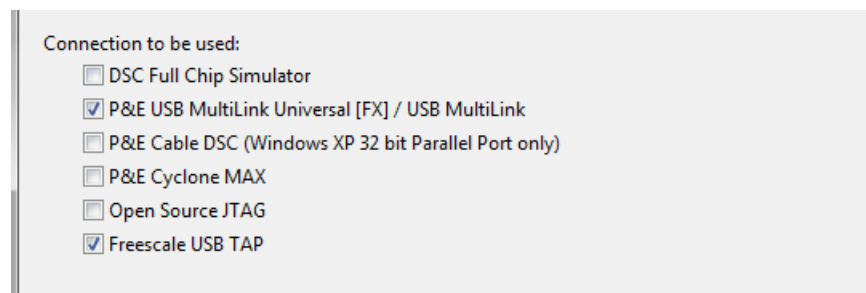 Connection to be used:
DSC Full Chip Simulator
P&E USB MultiLink Universal [FX] / USB MultiLink
P&E Cable DSC (Windows XP 32 bit Parallel Port only)
P&E Cyclone MAX
Open Source JTAG
Freescale USB TAP